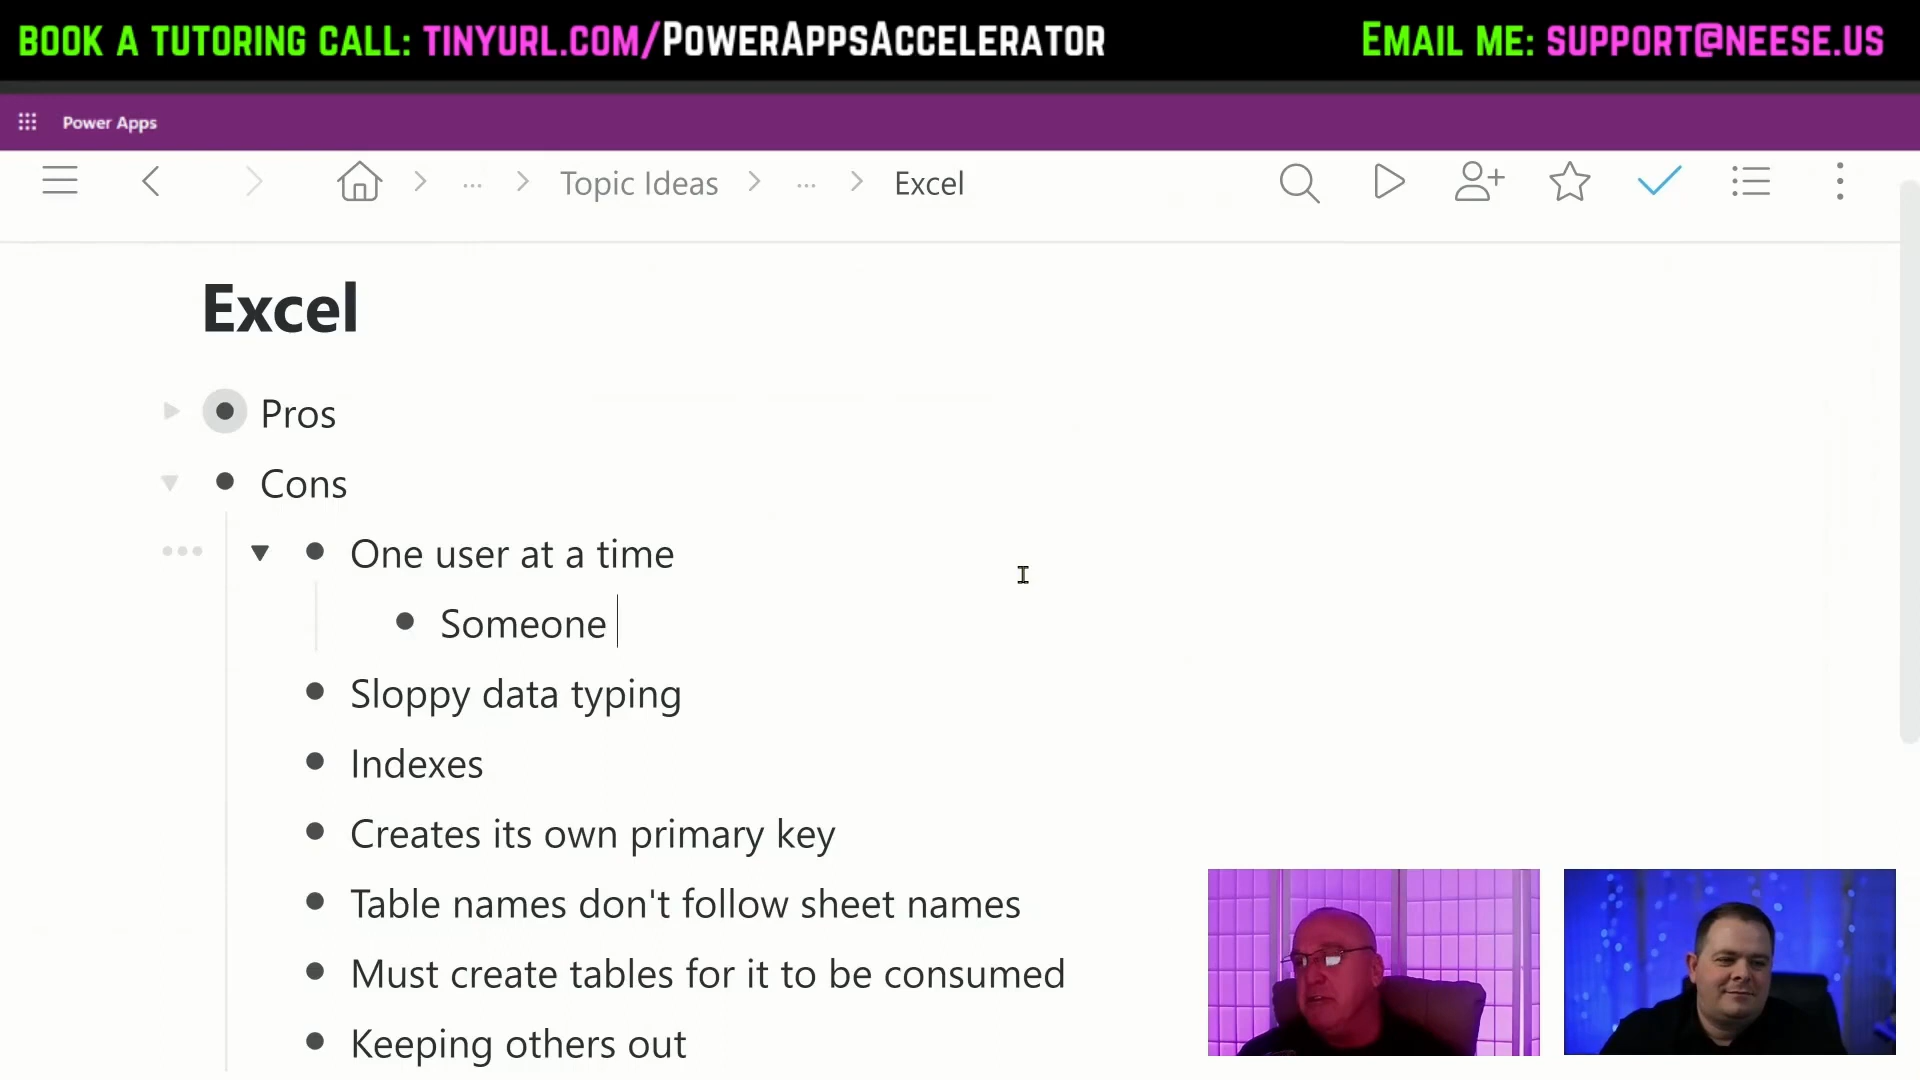 BOOK A TUTORING CALL: TINYURL.COM/POWERAPPSACCELERATOR
EMAIL ME: SUPPORT@NEESE.US
Power Apps
... Topic Ideas ... Excel
Excel
Pros
Cons
One user at a time
Someone
Sloppy data typing
Indexes
Creates its own primary key
Table names don't follow sheet names
Must create tables for it to be consumed
Keeping others out